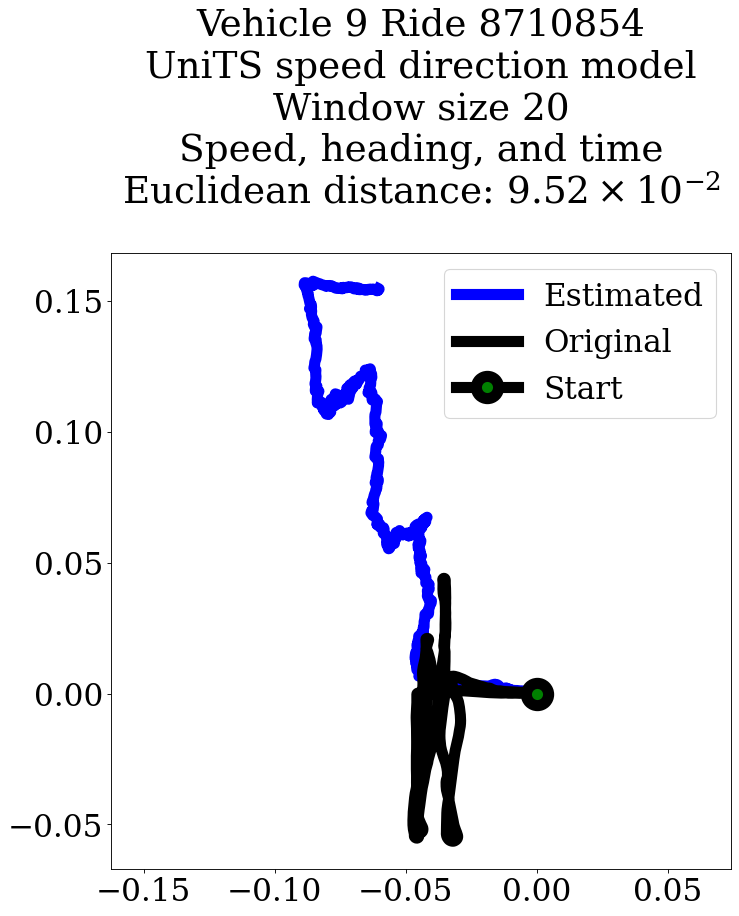 Vehicle 9 Ride 8710854
UniTS speed direction model
Window size 20
Speed, heading, and time
Euclidean distance: 9.52 × 10⁻²
Estimated
Original
Start
0.15
0.10
0.05
0.00
−0.05
−0.15
−0.10
−0.05
0.00
0.05